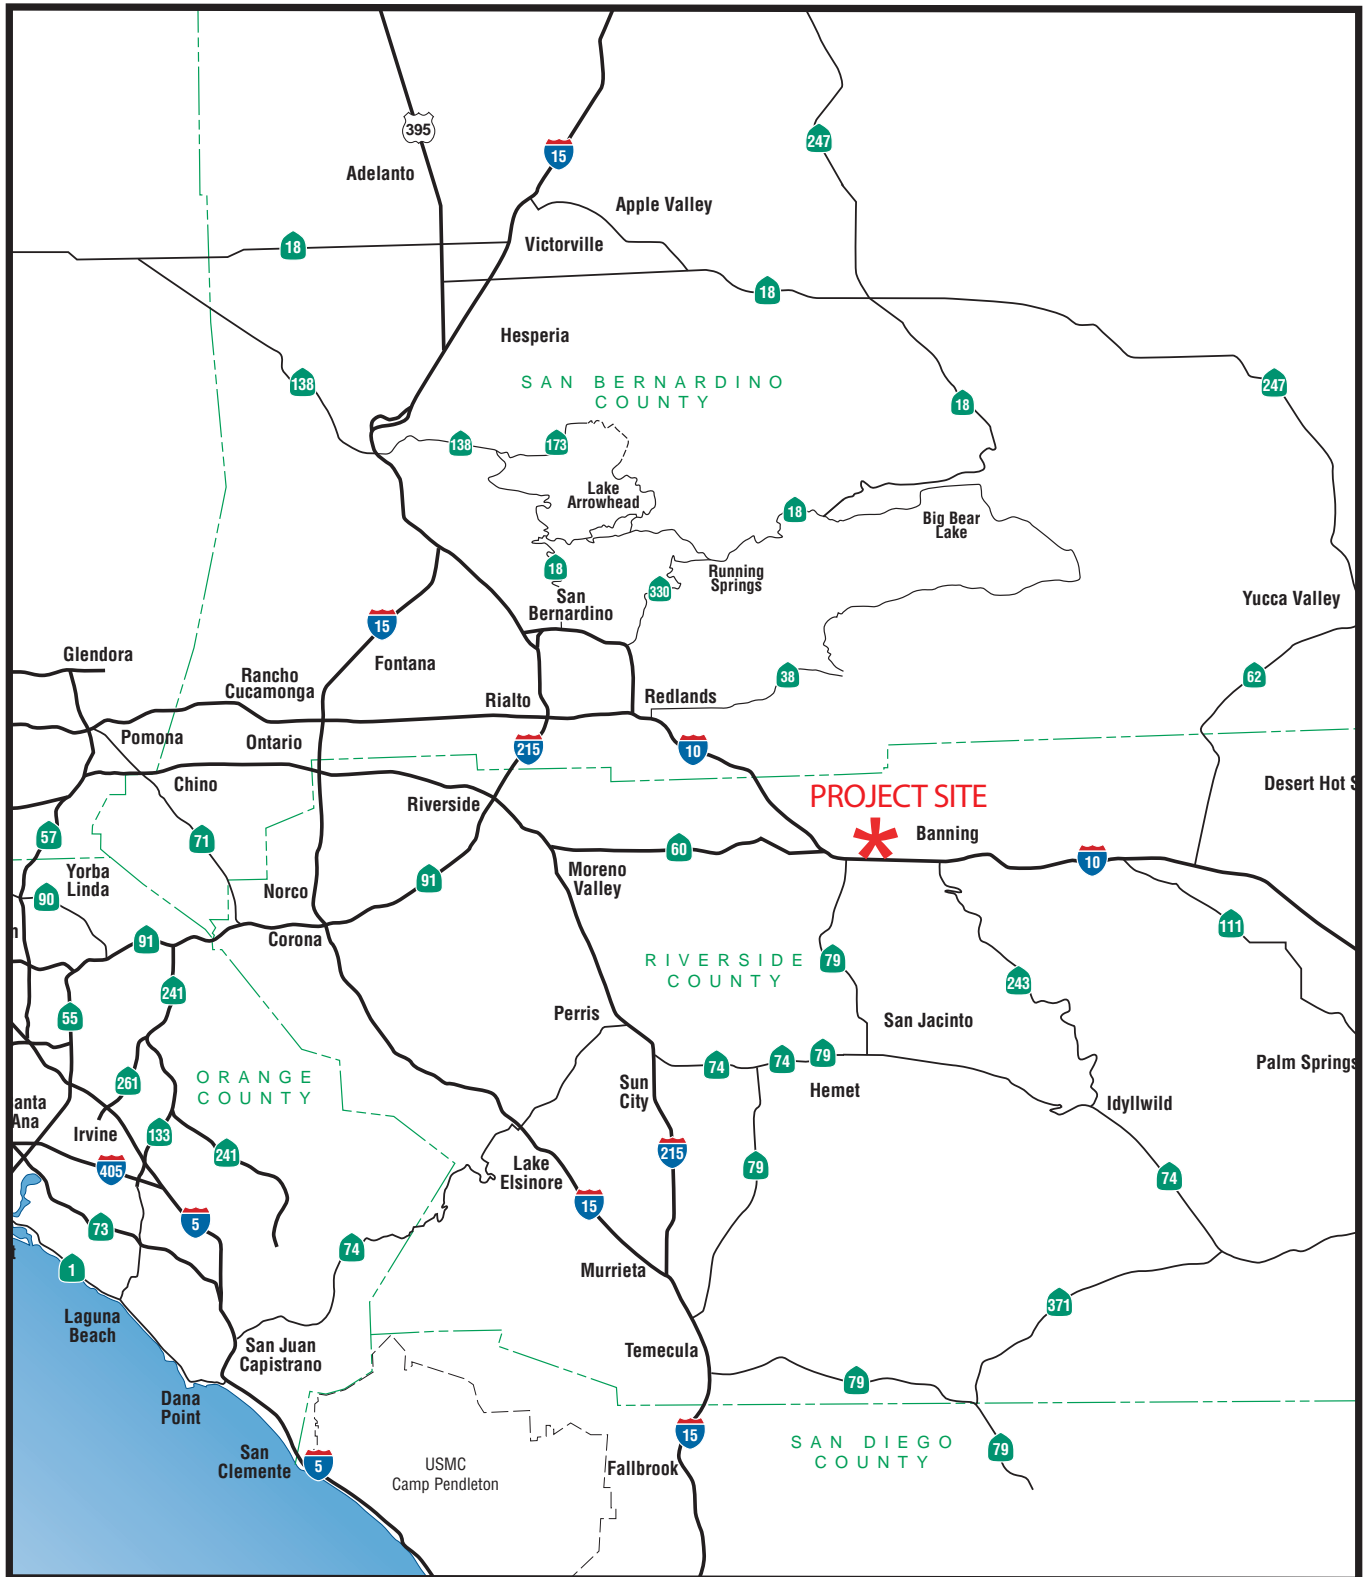 395
15
247
Adelanto
Apple Valley
18
Victorville
18
Hesperia
138
SAN BERNARDINO
COUNTY
247
18
138
173
Lake
Arrowhead
18
Big Bear
Lake
18
330
Running
Springs
San
Bernardino
Yucca Valley
15
Glendora
Fontana
Rancho
Cucamonga
38
62
Rialto
Redlands
Pomona
Ontario
215
10
Chino
Desert Hot S
PROJECT SITE
*
Riverside
Banning
57
71
60
10
Yorba
Linda
Moreno
Valley
90
Norco
91
111
n
91
Corona
RIVERSIDE
COUNTY
79
241
243
55
Perris
San Jacinto
74
74
79
Palm Springs
261
ORANGE
COUNTY
Sun
City
Hemet
anta
Ana
Idyllwild
Irvine
133
241
215
405
Lake
Elsinore
79
74
15
73
5
t
74
1
Murrieta
371
Laguna
Beach
San Juan
Capistrano
Temecula
79
Dana
Point
15
SAN DIEGO
COUNTY
79
San
Clemente
5
USMC
Camp Pendleton
Fallbrook